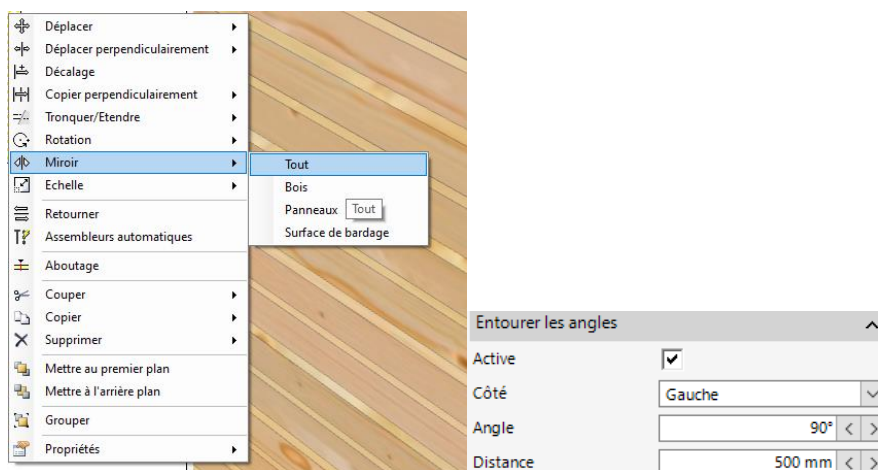 Déplacer
Déplacer perpendiculairement
Décalage
Copier perpendiculairement
Tronquer/Etendre
Rotation
Miroir
Echelle
Retourner
Assembleurs automatiques
Aboutage
Couper
Copier
Supprimer
Mettre au premier plan
Mettre à l'arrière plan
Grouper
Propriétés
Tout
Bois
Panneaux
Tout
Surface de bardage
Entourer les angles
Active
Côté Gauche
Angle 90°
Distance 500 mm